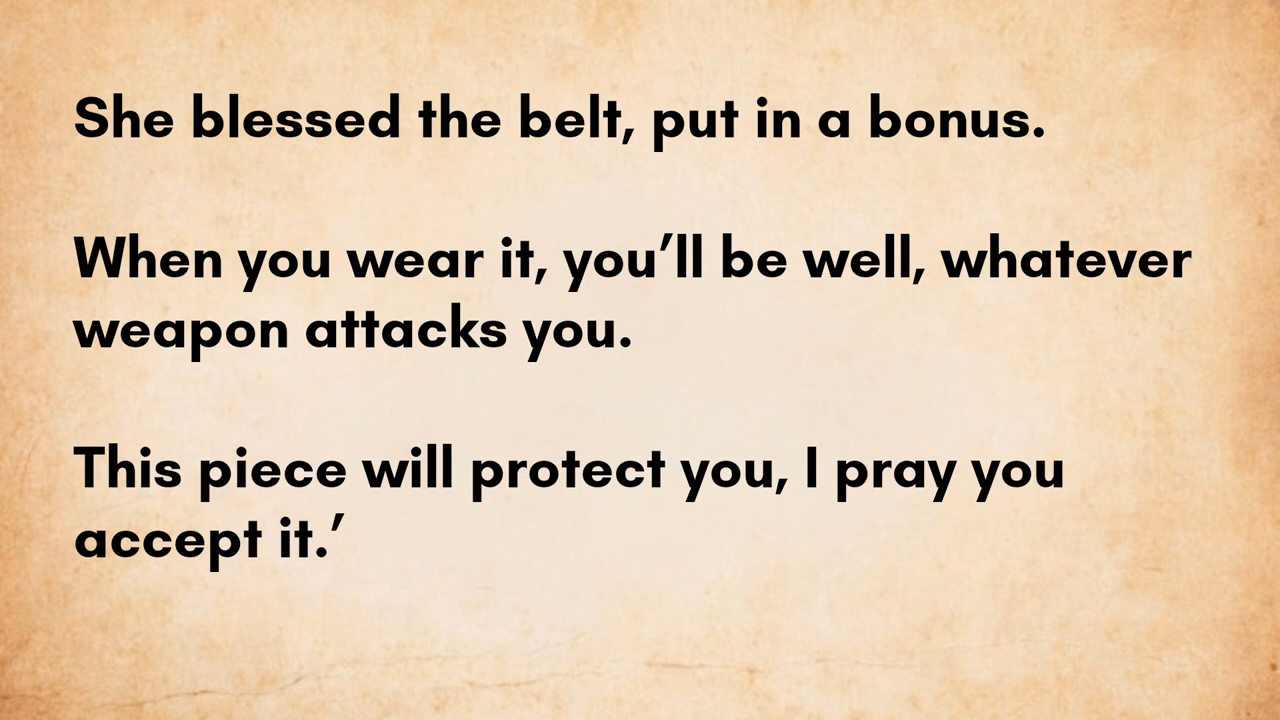 She blessed the belt, put in a bonus.
When you wear it, you’ll be well, whatever
weapon attacks you.
This piece will protect you, I pray you
accept it.’